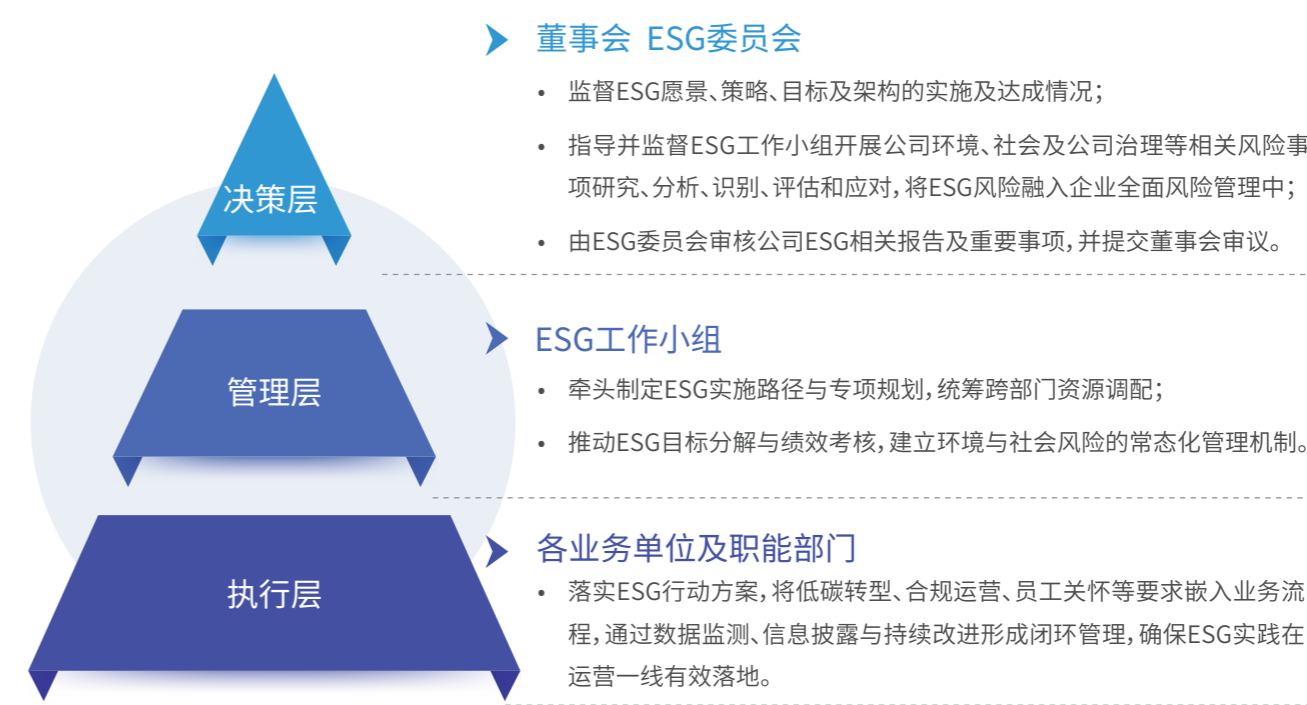 董事会 ESG委员会
• 监督ESG愿景、策略、目标及架构的实施及达成情况；
• 指导并监督ESG工作小组开展公司环境、社会及公司治理等相关风险事
项研究、分析、识别、评估和应对，将ESG风险融入企业全面风险管理中；
• 由ESG委员会审核公司ESG相关报告及重要事项，并提交董事会审议。
决策层
ESG工作小组
• 牵头制定ESG实施路径与专项规划，统筹跨部门资源调配；
• 推动ESG目标分解与绩效考核，建立环境与社会风险的常态化管理机制。
管理层
各业务单位及职能部门
• 落实ESG行动方案，将低碳转型、合规运营、员工关怀等要求嵌入业务流
程，通过数据监测、信息披露与持续改进形成闭环管理，确保ESG实践在
运营一线有效落地。
执行层